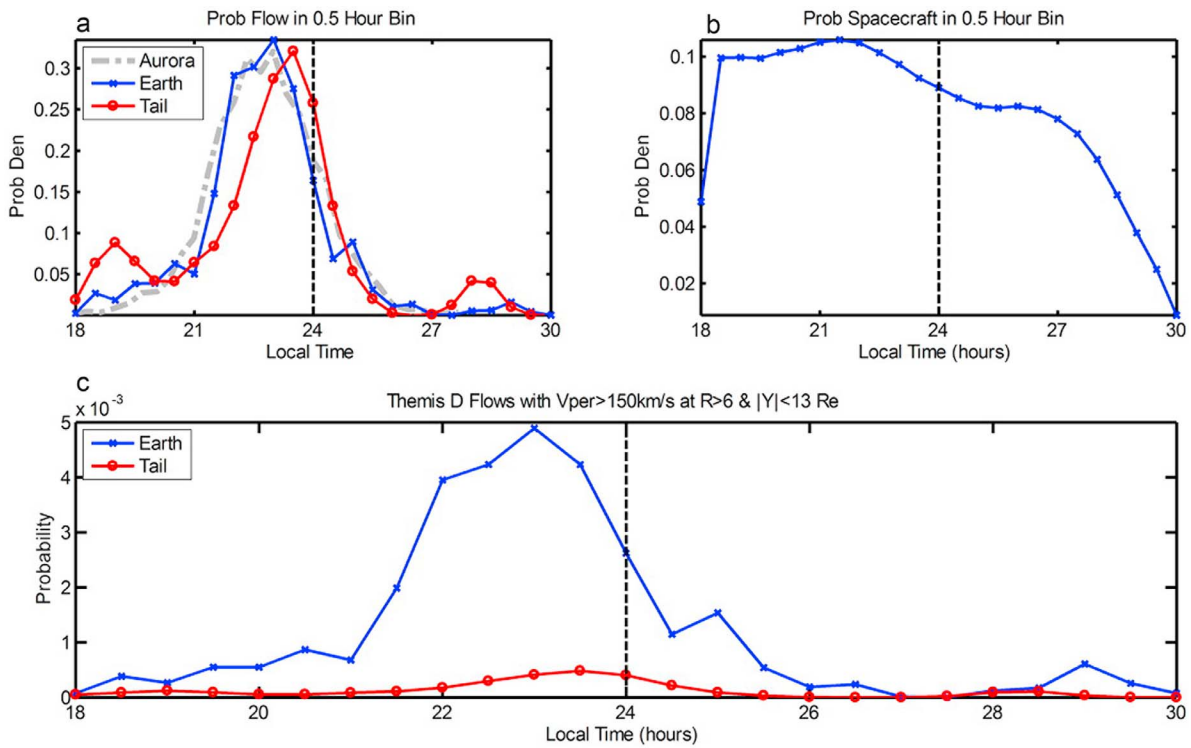 a
Prob Flow in 0.5 Hour Bin
Aurora
Earth
Tail
0.3
0.25
0.2
0.15
0.1
0.05
Prob Den
18 21 24 27 30
Local Time
b
Prob Spacecraft in 0.5 Hour Bin
0.1
0.08
0.06
0.04
0.02
Prob Den
18 21 24 27 30
Local Time (hours)
c
Themis D Flows with Vper>150km/s at R>6 & |Y|<13 Re
x 10 -3
Earth
Tail
5
4
3
2
1
0
Probability
18 20 22 24 26 28 30
Local Time (hours)